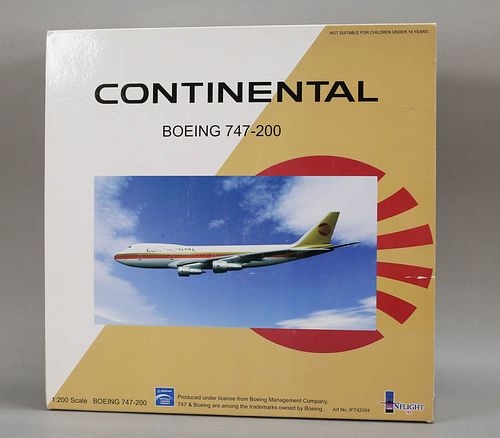 NOT SUITABLE FOR CHILDREN UNDER 14 YEARS
CONTINENTAL
BOEING 747-200
CONTINENTAL
1:200 Scale BOEING 747-200
Produced under license from Boeing Management Company.
747 & Boeing are among the trademarks owned by Boeing.
Art No. IF742004
INFLIGHT